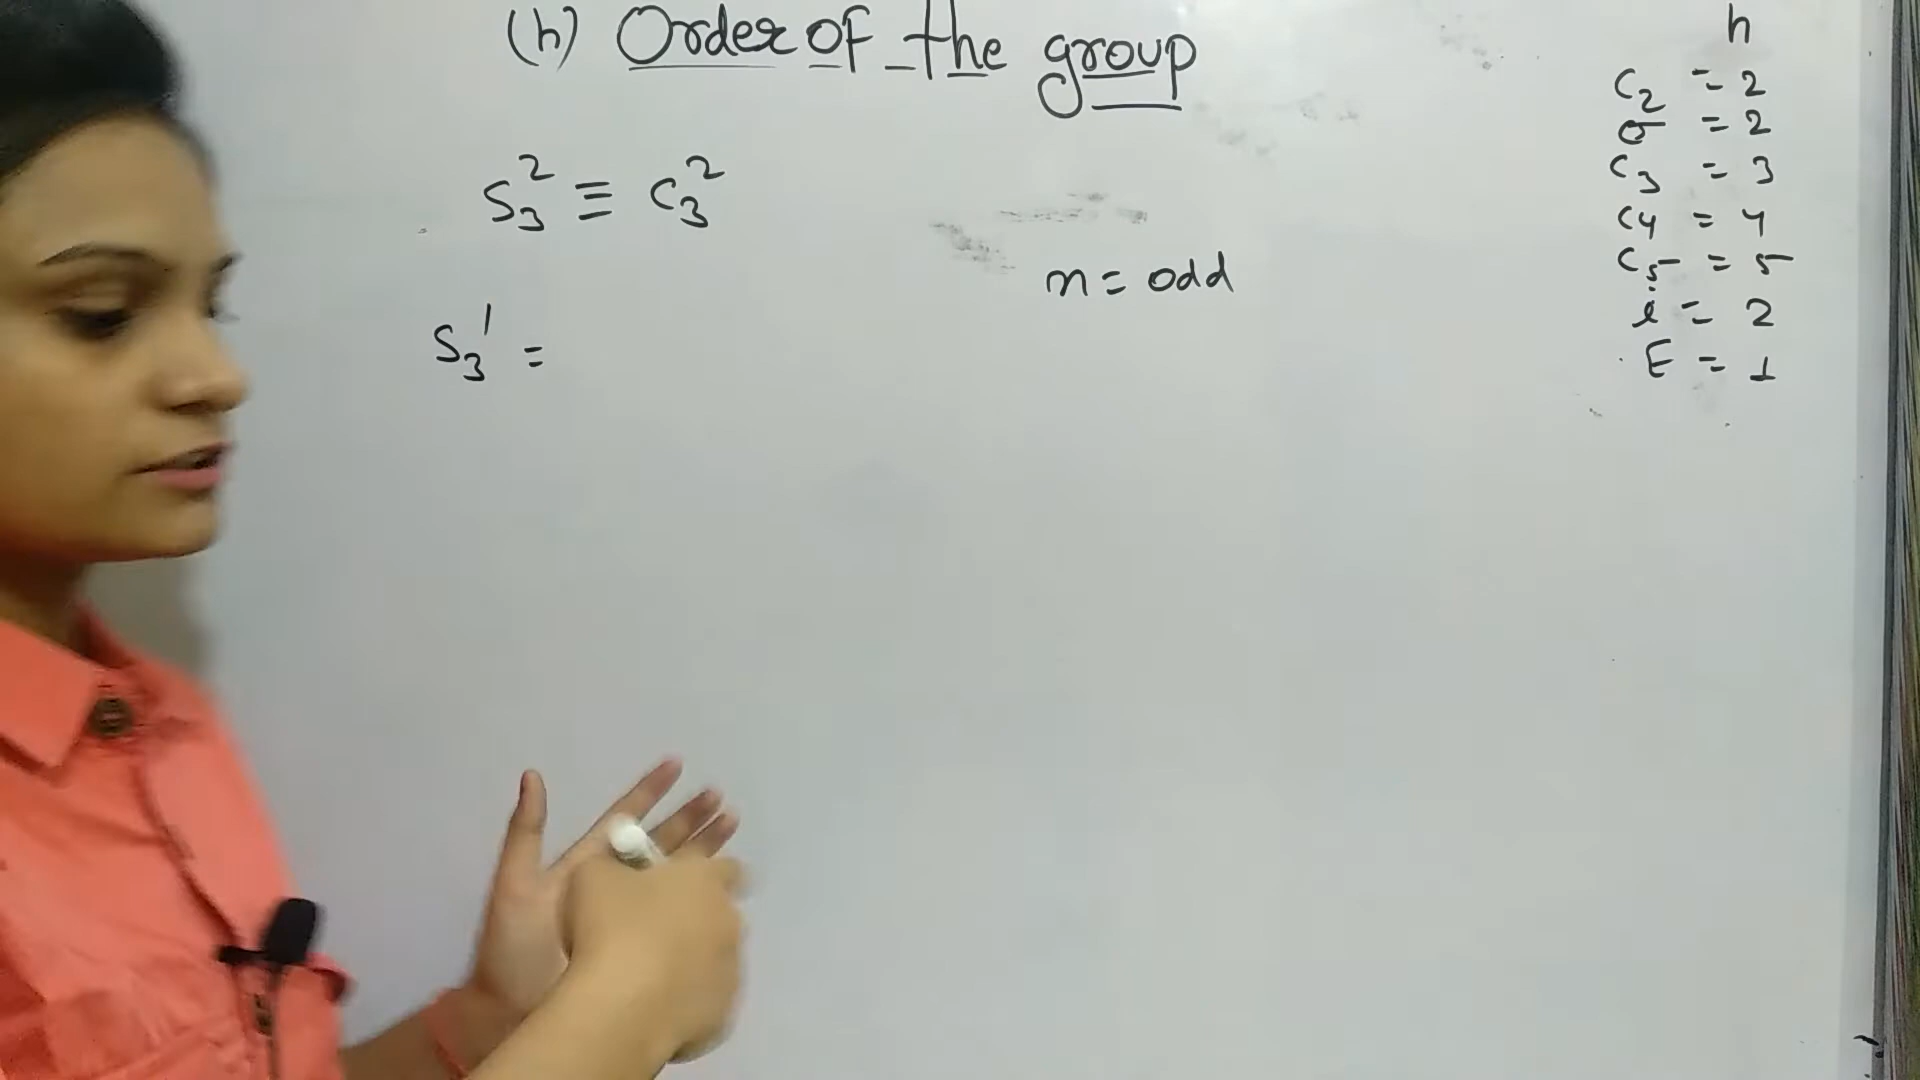 (h) Order of the group
S₃² ≡ C₃²
n = odd
S₃¹ =
h
C₂ = 2
σ = 2
C₃ = 3
C₄ = 4
C₅ = 5
i = 2
E = 1